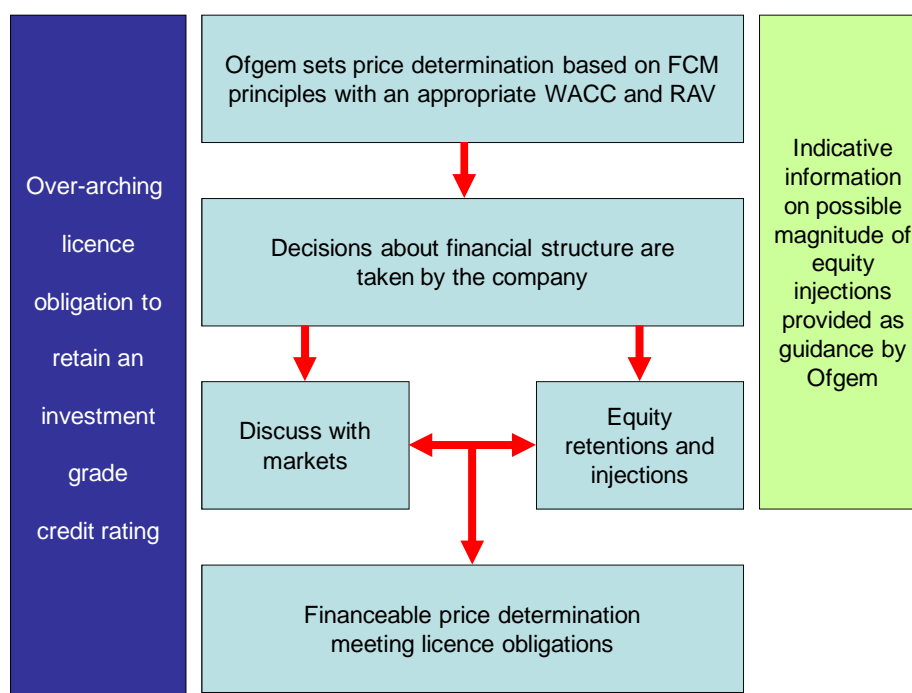 Over-arching
licence
obligation to
retain an
investment
grade
credit rating
Ofgem sets price determination based on FCM
principles with an appropriate WACC and RAV
Decisions about financial structure are
taken by the company
Discuss with
markets
Equity
retentions and
injections
Financeable price determination
meeting licence obligations
Indicative
information
on possible
magnitude of
equity
injections
provided as
guidance by
Ofgem